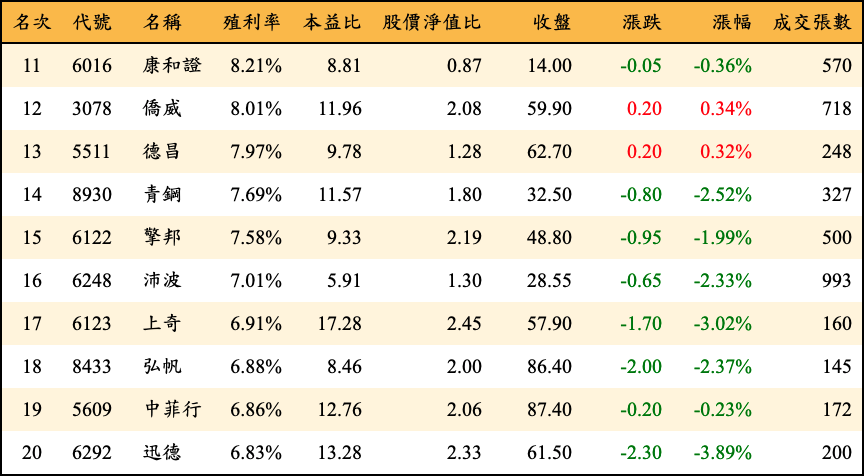 名次 代號 名稱 殖利率 本益比 股價淨值比 收盤 漲跌 漲幅 成交張數
11 6016 康和證 8.21% 8.81 0.87 14.00 -0.05 -0.36% 570
12 3078 僑威 8.01% 11.96 2.08 59.90 0.20 0.34% 718
13 5511 德昌 7.97% 9.78 1.28 62.70 0.20 0.32% 248
14 8930 青鋼 7.69% 11.57 1.80 32.50 -0.80 -2.52% 327
15 6122 擎邦 7.58% 9.33 2.19 48.80 -0.95 -1.99% 500
16 6248 沛波 7.01% 5.91 1.30 28.55 -0.65 -2.33% 993
17 6123 上奇 6.91% 17.28 2.45 57.90 -1.70 -3.02% 160
18 8433 弘帆 6.88% 8.46 2.00 86.40 -2.00 -2.37% 145
19 5609 中菲行 6.86% 12.76 2.06 87.40 -0.20 -0.23% 172
20 6292 迅德 6.83% 13.28 2.33 61.50 -2.30 -3.89% 200